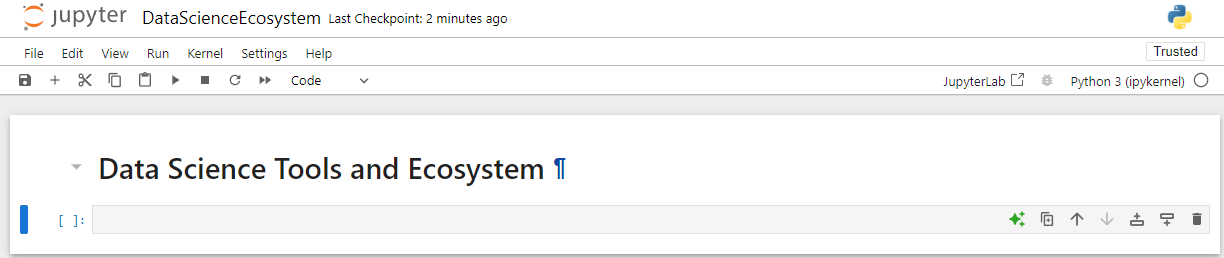 jupyter DataScienceEcosystem Last Checkpoint: 2 minutes ago
File Edit View Run Kernel Settings Help Trusted
Code JupyterLab Python 3 (ipykernel)
Data Science Tools and Ecosystem ¶
[ ]: